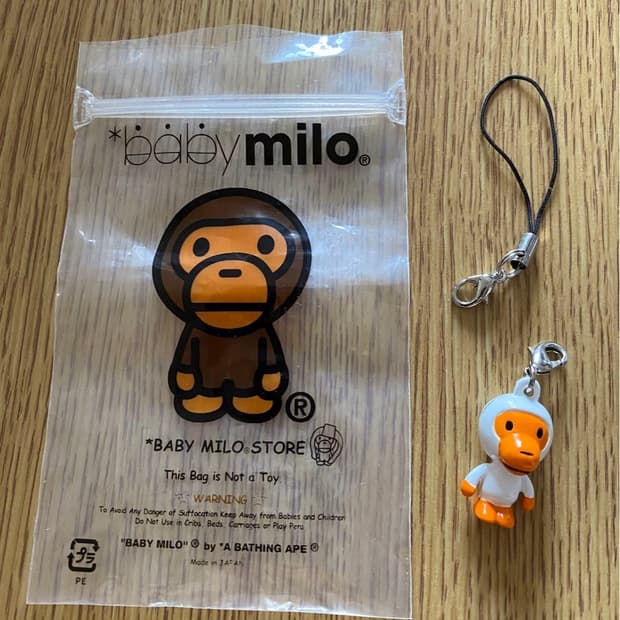 *baby milo®
®
*BABY MILO® STORE
This Bag is Not a Toy.
WARNING
To Avoid Any Danger of Suffocation Keep Away from Babies and Children
Do Not Use in Cribs, Beds, Carriages or Play Pens
"BABY MILO"® by *A BATHING APE®
Made in JAPAN
プラ
PE